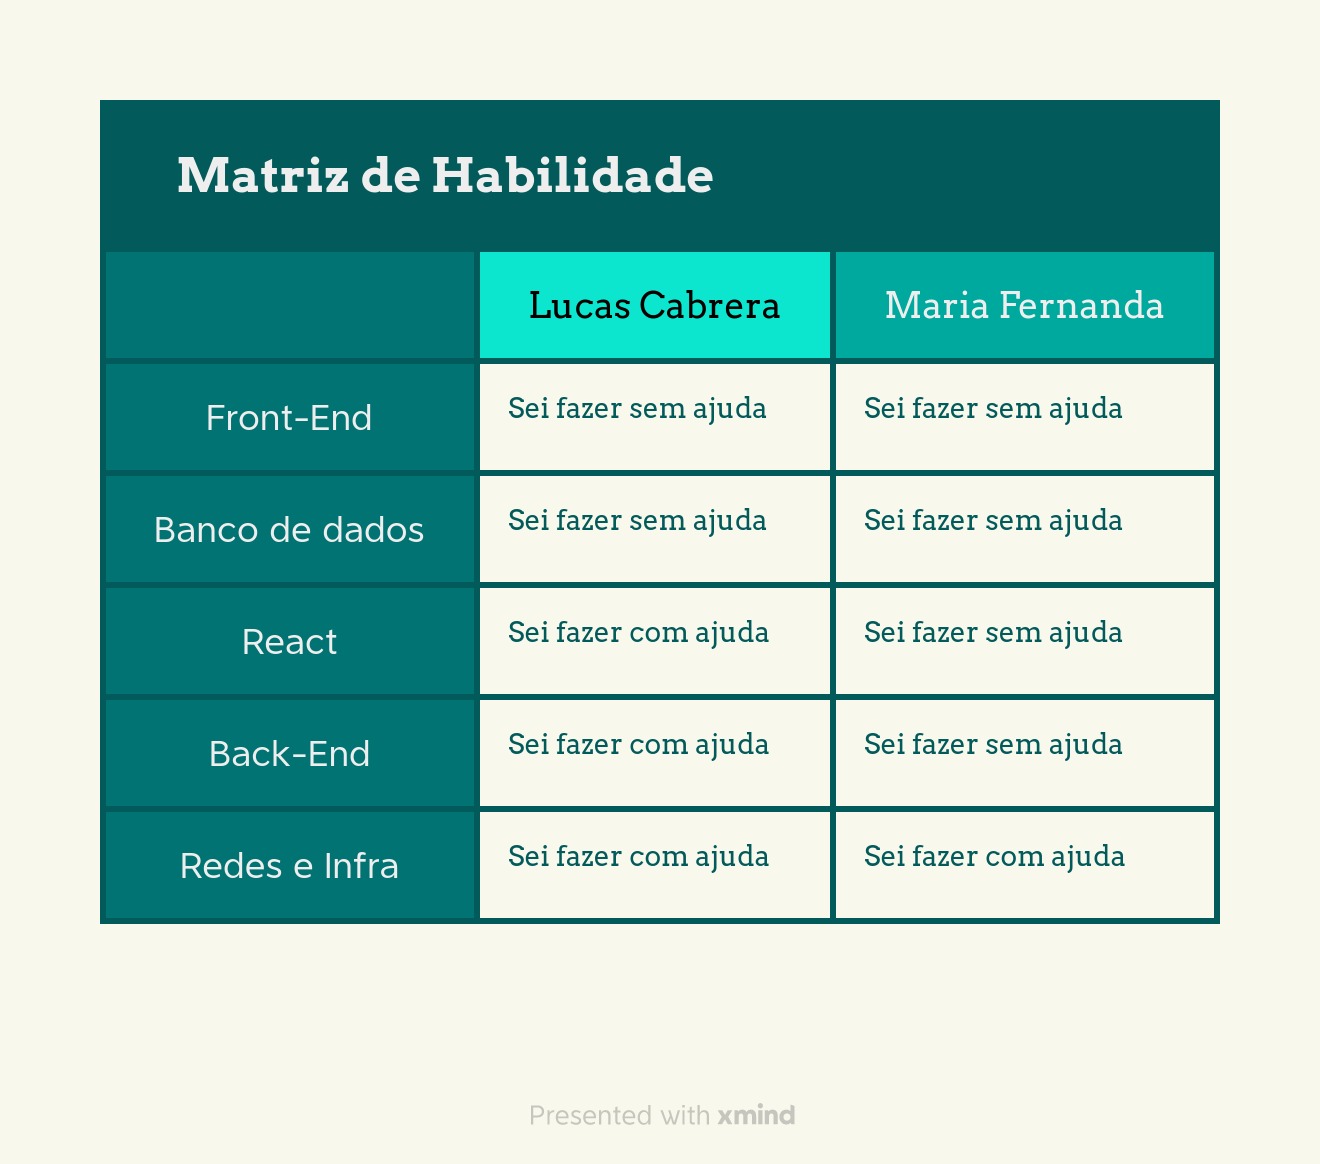 Matriz de Habilidade
Lucas Cabrera Maria Fernanda
Front-End Sei fazer sem ajuda Sei fazer sem ajuda
Banco de dados Sei fazer sem ajuda Sei fazer sem ajuda
React Sei fazer com ajuda Sei fazer sem ajuda
Back-End Sei fazer com ajuda Sei fazer sem ajuda
Redes e Infra Sei fazer com ajuda Sei fazer com ajuda
Presented with xmind